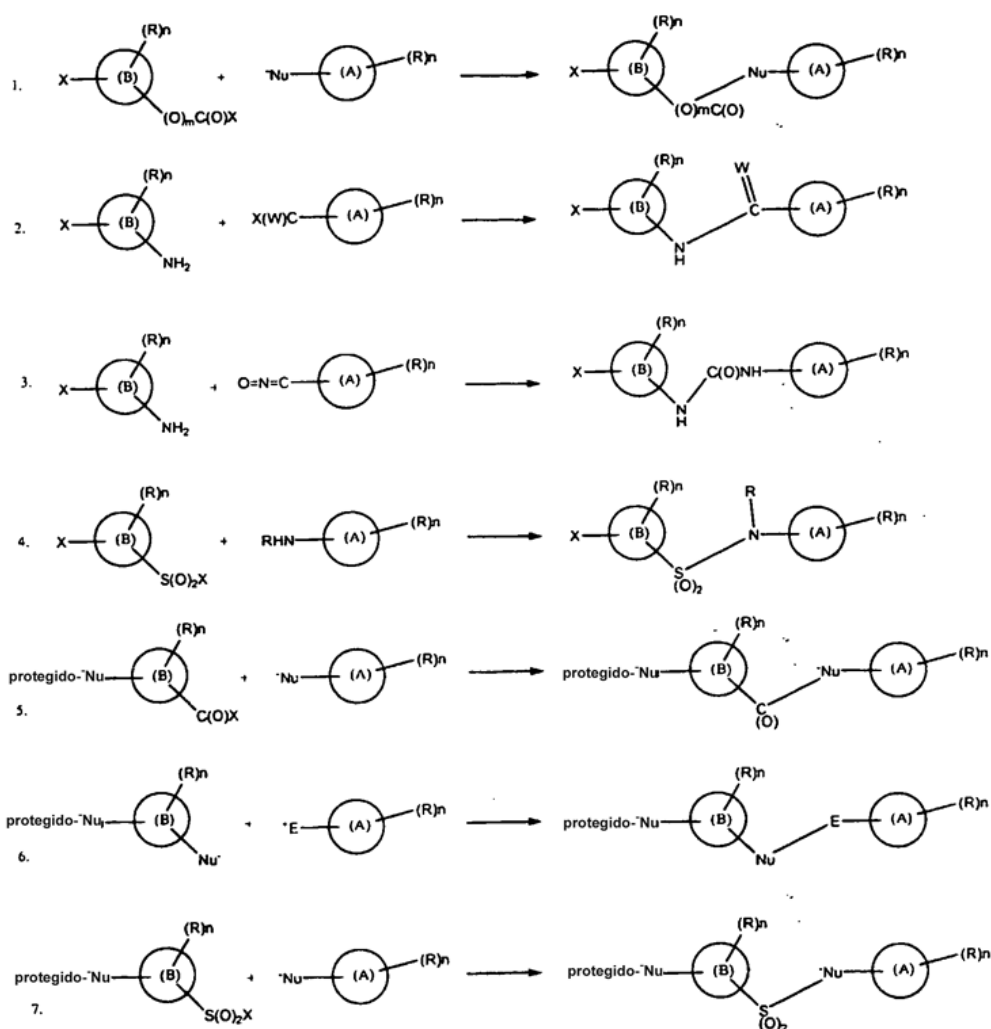 (R)n (R)n (R)n (R)n
1. X (B) + ⁻Nu (A) X (B) Nu (A)
(O)mC(O)X (O)mC(O)
(R)n (R)n (R)n W (R)n
2. X (B) + X(W)C (A) X (B) C (A)
NH2 N
H
(R)n (R)n (R)n (R)n
3. X (B) + O=N=C (A) X (B) C(O)NH (A)
NH2 N
H
(R)n (R)n (R)n R (R)n
4. X (B) + RHN (A) X (B) N (A)
S(O)2X S
(O)2
(R)n (R)n (R)n (R)n
protegido-⁻Nu (B) + ⁻Nu (A) protegido-⁻Nu (B) ⁻Nu (A)
5. C(O)X C
(O)
(R)n (R)n (R)n (R)n
protegido-⁻Nu (B) + ⁺E (A) protegido-⁻Nu (B) E (A)
6. Nu⁻ Nu
(R)n (R)n (R)n (R)n
protegido-⁻Nu (B) + ⁻Nu (A) protegido-⁻Nu (B) ⁻Nu (A)
7. S(O)2X S
(O)2